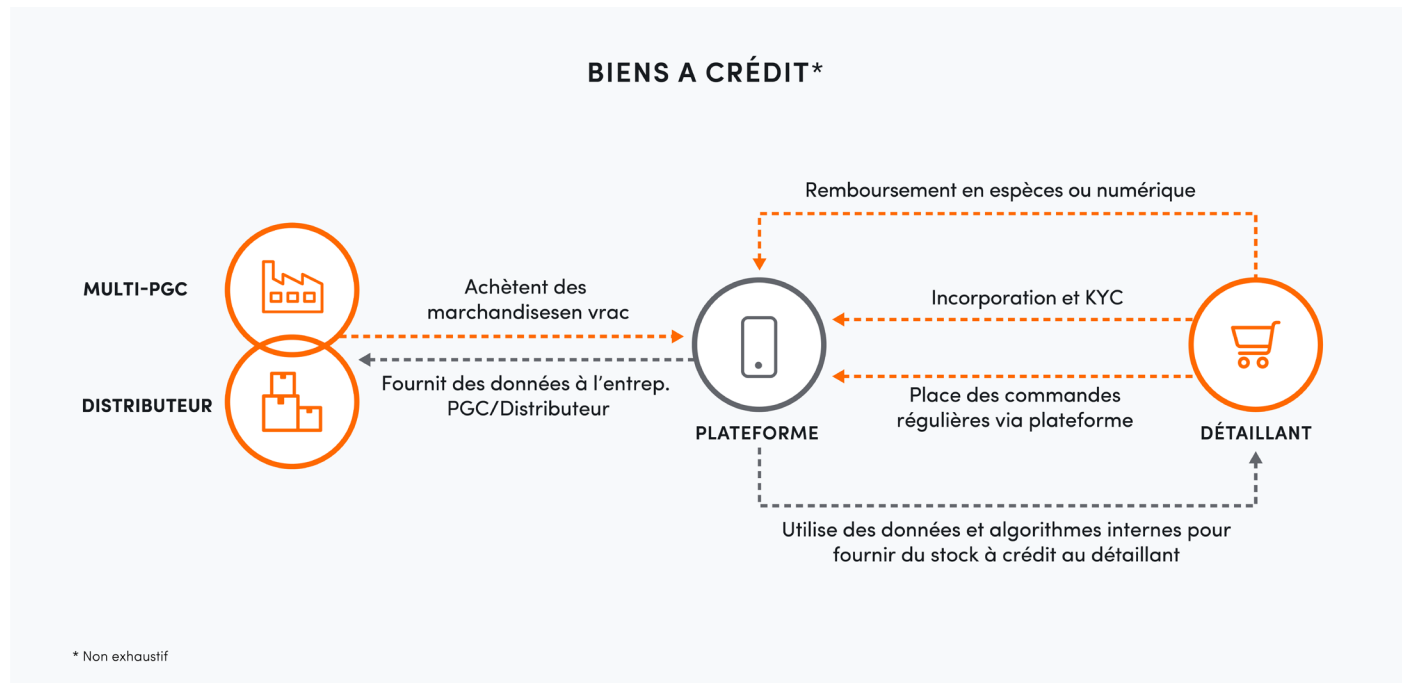 BIENS A CRÉDIT*
Remboursement en espèces ou numérique
MULTI-PGC
Achètent des
marchandisesen vrac
Incorporation et KYC
Fournit des données à l'entrep.
PGC/Distributeur
DISTRIBUTEUR
Place des commandes
régulières via plateforme
PLATEFORME
DÉTAILLANT
Utilise des données et algorithmes internes pour
fournir du stock à crédit au détaillant
* Non exhaustif